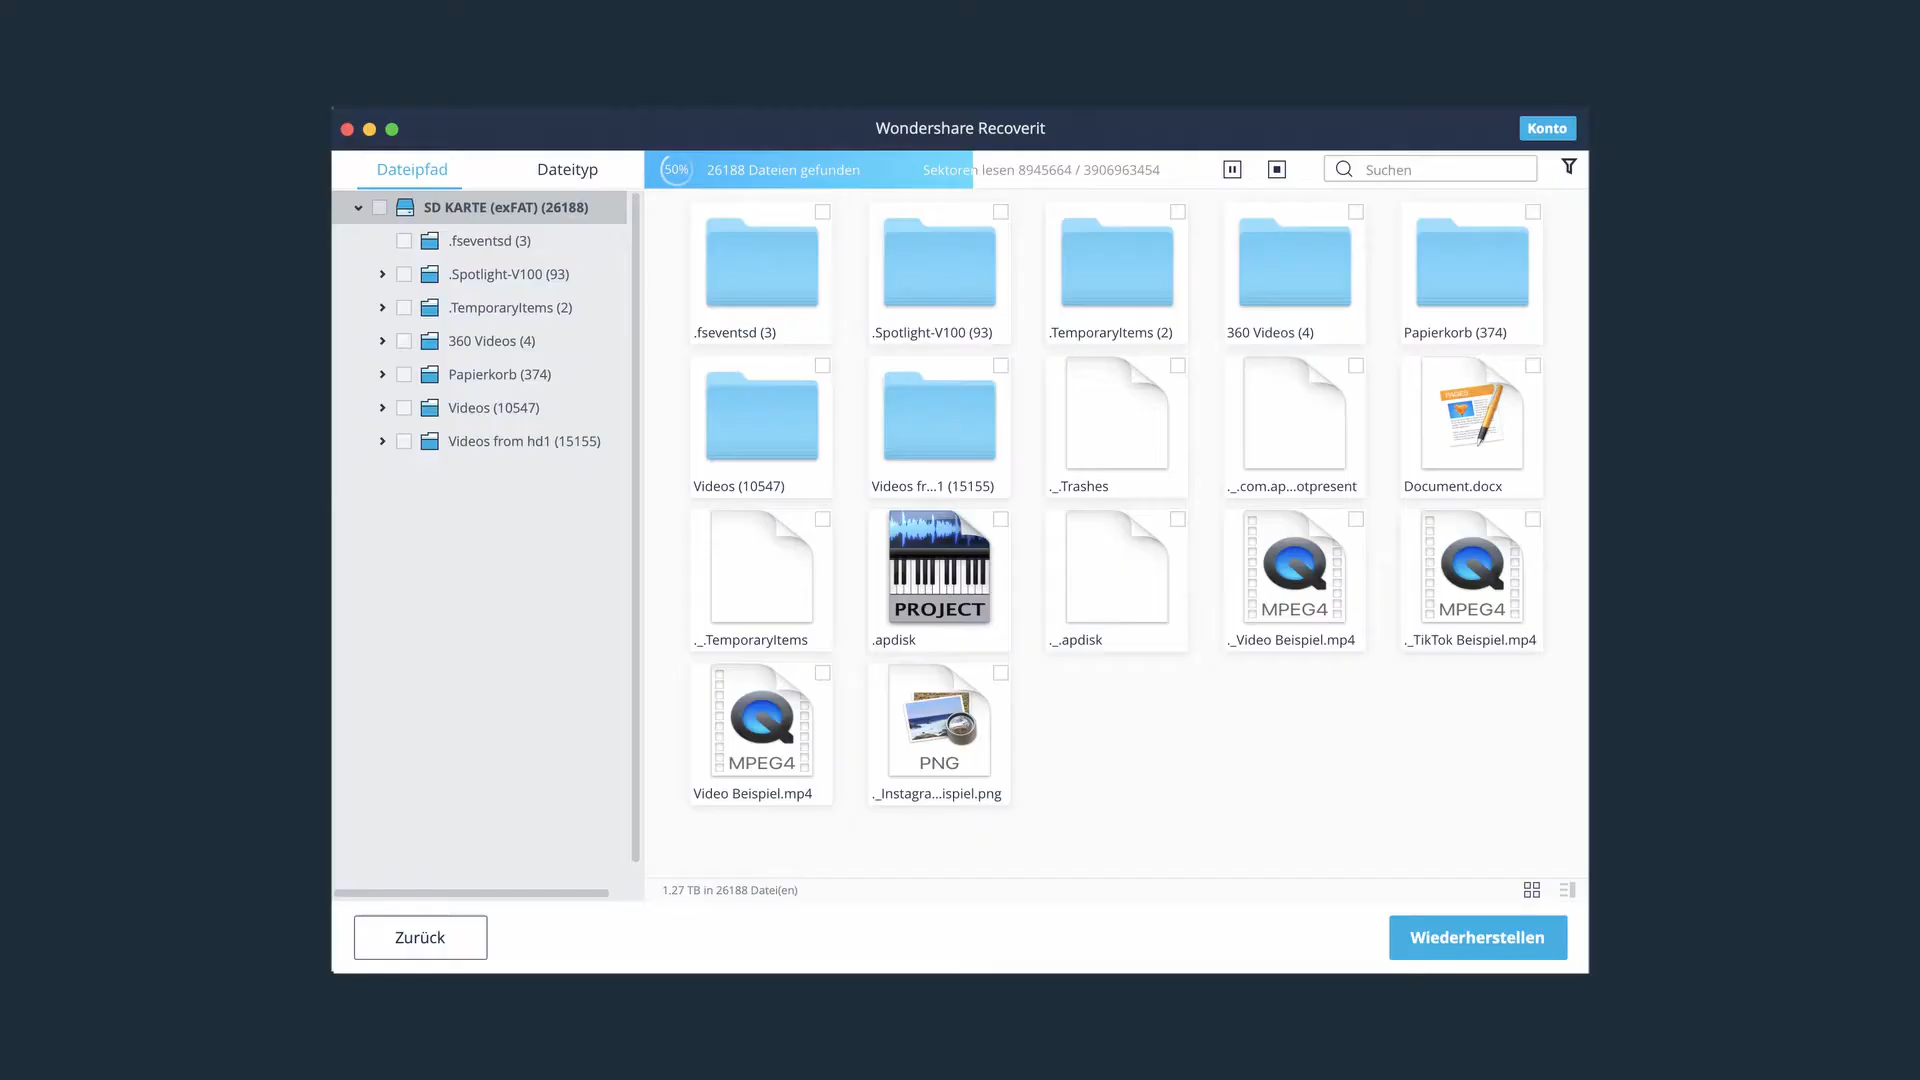 Wondershare Recoverit
Konto
Dateipfad
Dateityp
50%
26188 Dateien gefunden
Sektoren lesen 8945664 / 3906963454
Suchen
SD KARTE (exFAT) (26188)
.fseventsd (3)
.Spotlight-V100 (93)
.TemporaryItems (2)
360 Videos (4)
Papierkorb (374)
Videos (10547)
Videos from hd1 (15155)
.fseventsd (3)
.Spotlight-V100 (93)
.TemporaryItems (2)
360 Videos (4)
Papierkorb (374)
PAGES
Videos (10547)
Videos fr...1 (15155)
._.Trashes
._.com.ap...otpresent
Document.docx
PROJECT
MPEG4
MPEG4
._.TemporaryItems
.apdisk
._.apdisk
._Video Beispiel.mp4
._TikTok Beispiel.mp4
MPEG4
PNG
Video Beispiel.mp4
._Instagra...ispiel.png
1.27 TB in 26188 Datei(en)
Zurück
Wiederherstellen